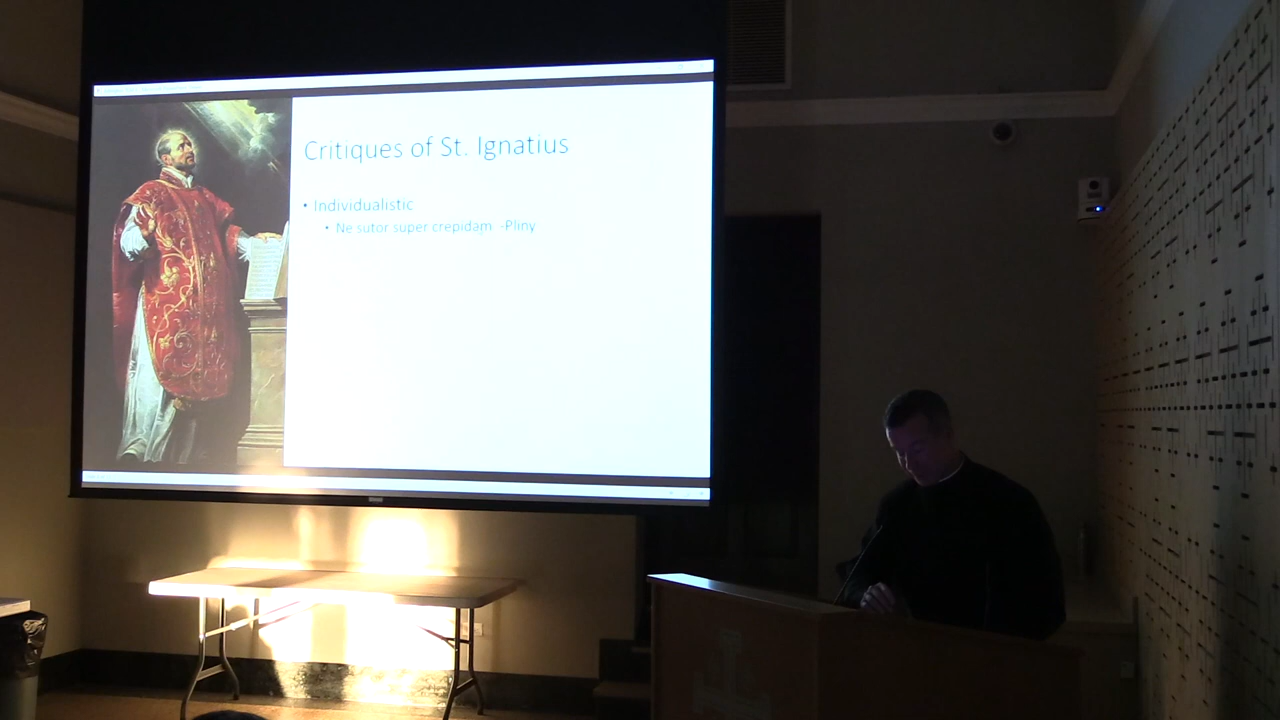 Critiques of St. Ignatius
• Individualistic
• Ne sutor super crepidam -Pliny